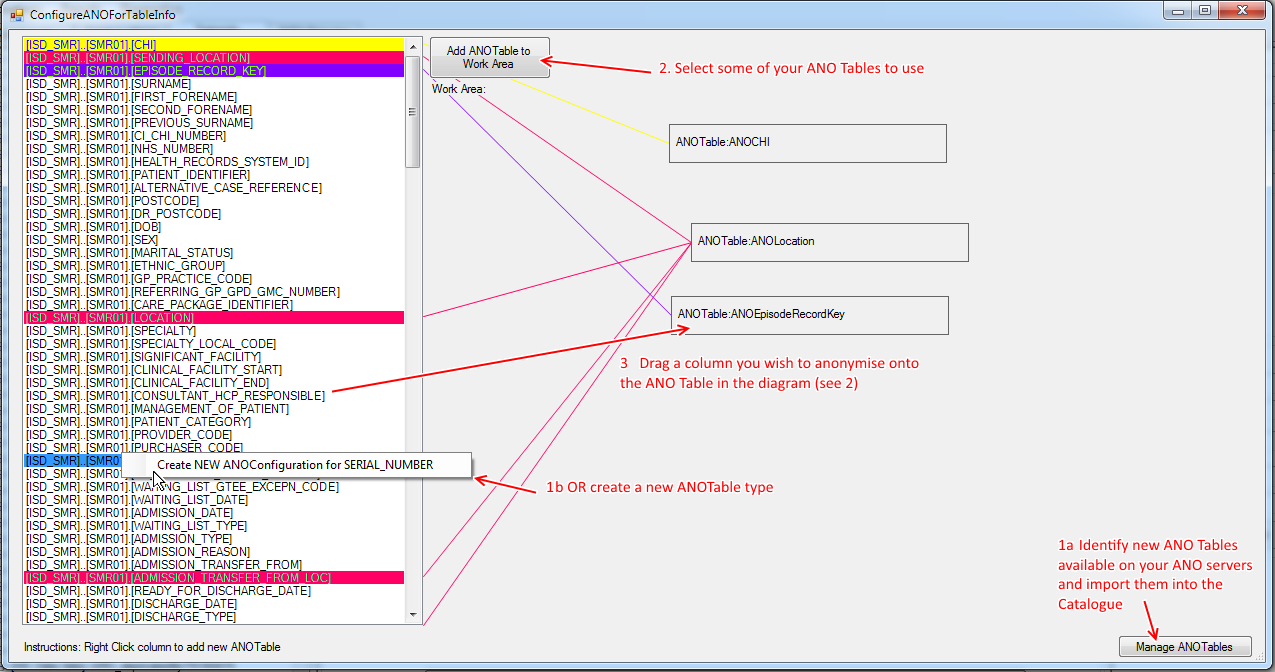 ConfigureANOForTableInfo
[ISD_SMR]..[SMR01].[CHI]
[ISD_SMR]..[SMR01].[SENDING_LOCATION]
[ISD_SMR]..[SMR01].[EPISODE_RECORD_KEY]
[ISD_SMR]..[SMR01].[SURNAME]
[ISD_SMR]..[SMR01].[FIRST_FORENAME]
[ISD_SMR]..[SMR01].[SECOND_FORENAME]
[ISD_SMR]..[SMR01].[PREVIOUS_SURNAME]
[ISD_SMR]..[SMR01].[CI_CHI_NUMBER]
[ISD_SMR]..[SMR01].[NHS_NUMBER]
[ISD_SMR]..[SMR01].[HEALTH_RECORDS_SYSTEM_ID]
[ISD_SMR]..[SMR01].[PATIENT_IDENTIFIER]
[ISD_SMR]..[SMR01].[ALTERNATIVE_CASE_REFERENCE]
[ISD_SMR]..[SMR01].[POSTCODE]
[ISD_SMR]..[SMR01].[DR_POSTCODE]
[ISD_SMR]..[SMR01].[DOB]
[ISD_SMR]..[SMR01].[SEX]
[ISD_SMR]..[SMR01].[MARITAL_STATUS]
[ISD_SMR]..[SMR01].[ETHNIC_GROUP]
[ISD_SMR]..[SMR01].[GP_PRACTICE_CODE]
[ISD_SMR]..[SMR01].[REFERRING_GP_GPD_GMC_NUMBER]
[ISD_SMR]..[SMR01].[CARE_PACKAGE_IDENTIFIER]
[ISD_SMR]..[SMR01].[LOCATION]
[ISD_SMR]..[SMR01].[SPECIALTY]
[ISD_SMR]..[SMR01].[SPECIALTY_LOCAL_CODE]
[ISD_SMR]..[SMR01].[SIGNIFICANT_FACILITY]
[ISD_SMR]..[SMR01].[CLINICAL_FACILITY_START]
[ISD_SMR]..[SMR01].[CLINICAL_FACILITY_END]
[ISD_SMR]..[SMR01].[CONSULTANT_HCP_RESPONSIBLE]
[ISD_SMR]..[SMR01].[MANAGEMENT_OF_PATIENT]
[ISD_SMR]..[SMR01].[PATIENT_CATEGORY]
[ISD_SMR]..[SMR01].[PROVIDER_CODE]
[ISD_SMR]..[SMR01].[PURCHASER_CODE]
[ISD_SMR]..[SMR01
[ISD_SMR]..[SMR01]
[ISD_SMR]..[SMR01].[WAITING_LIST_GTEE_EXCEPN_CODE]
[ISD_SMR]..[SMR01].[WAITING_LIST_DATE]
[ISD_SMR]..[SMR01].[ADMISSION_DATE]
[ISD_SMR]..[SMR01].[WAITING_LIST_TYPE]
[ISD_SMR]..[SMR01].[ADMISSION_TYPE]
[ISD_SMR]..[SMR01].[ADMISSION_REASON]
[ISD_SMR]..[SMR01].[ADMISSION_TRANSFER_FROM]
[ISD_SMR]..[SMR01].[ADMISSION_TRANSFER_FROM_LOC]
[ISD_SMR]..[SMR01].[READY_FOR_DISCHARGE_DATE]
[ISD_SMR]..[SMR01].[DISCHARGE_DATE]
[ISD_SMR]..[SMR01].[DISCHARGE_TYPE]
Create NEW ANOConfiguration for SERIAL_NUMBER
Instructions: Right Click column to add new ANOTable
Add ANOTable to
Work Area
Work Area:
2. Select some of your ANO Tables to use
ANOTable:ANOCHI
ANOTable:ANOLocation
ANOTable:ANOEpisodeRecordKey
3 Drag a column you wish to anonymise onto
the ANO Table in the diagram (see 2)
1b OR create a new ANOTable type
1a Identify new ANO Tables
available on your ANO servers
and import them into the
Catalogue
Manage ANOTables